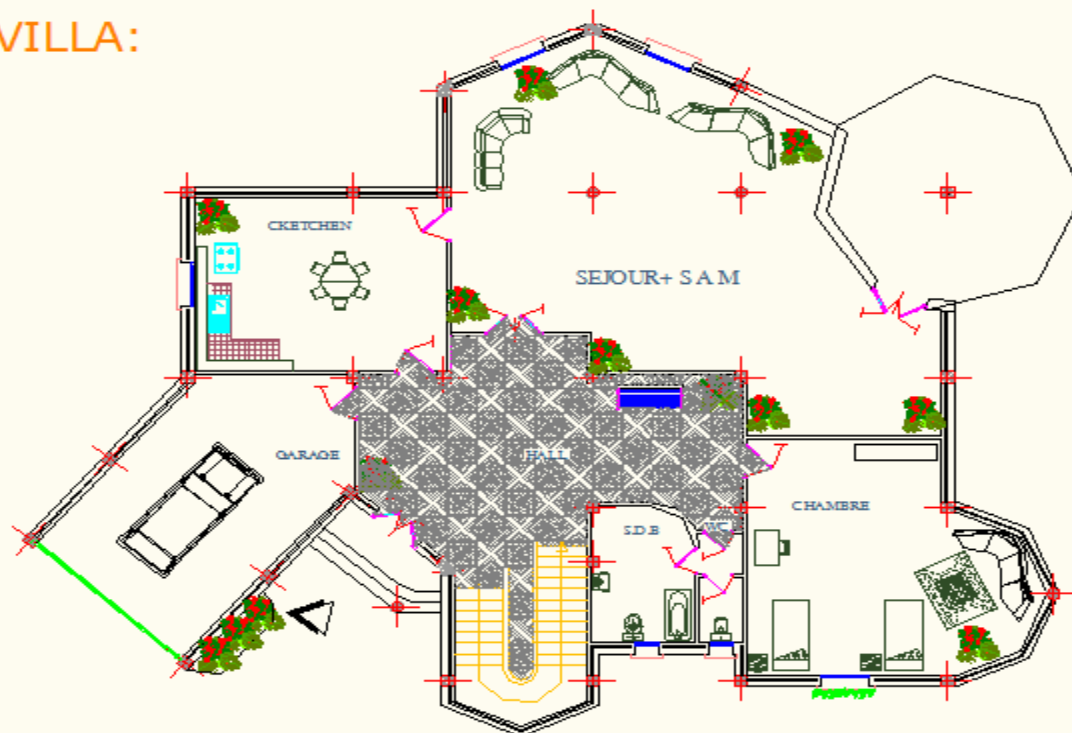 VILLA:
CKETCHEN
SEJOUR+ S A M
GARAGE
HALL
CHAMBRE
S.D.B
WC